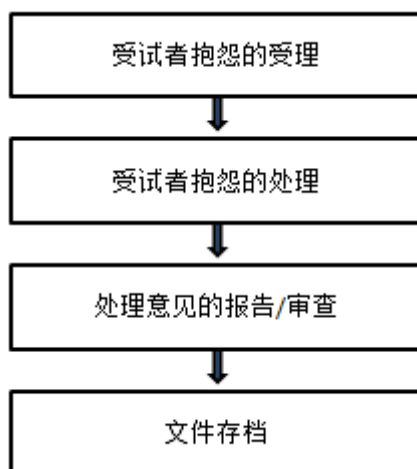 受试者抱怨的受理
受试者抱怨的处理
处理意见的报告/审查
文件存档